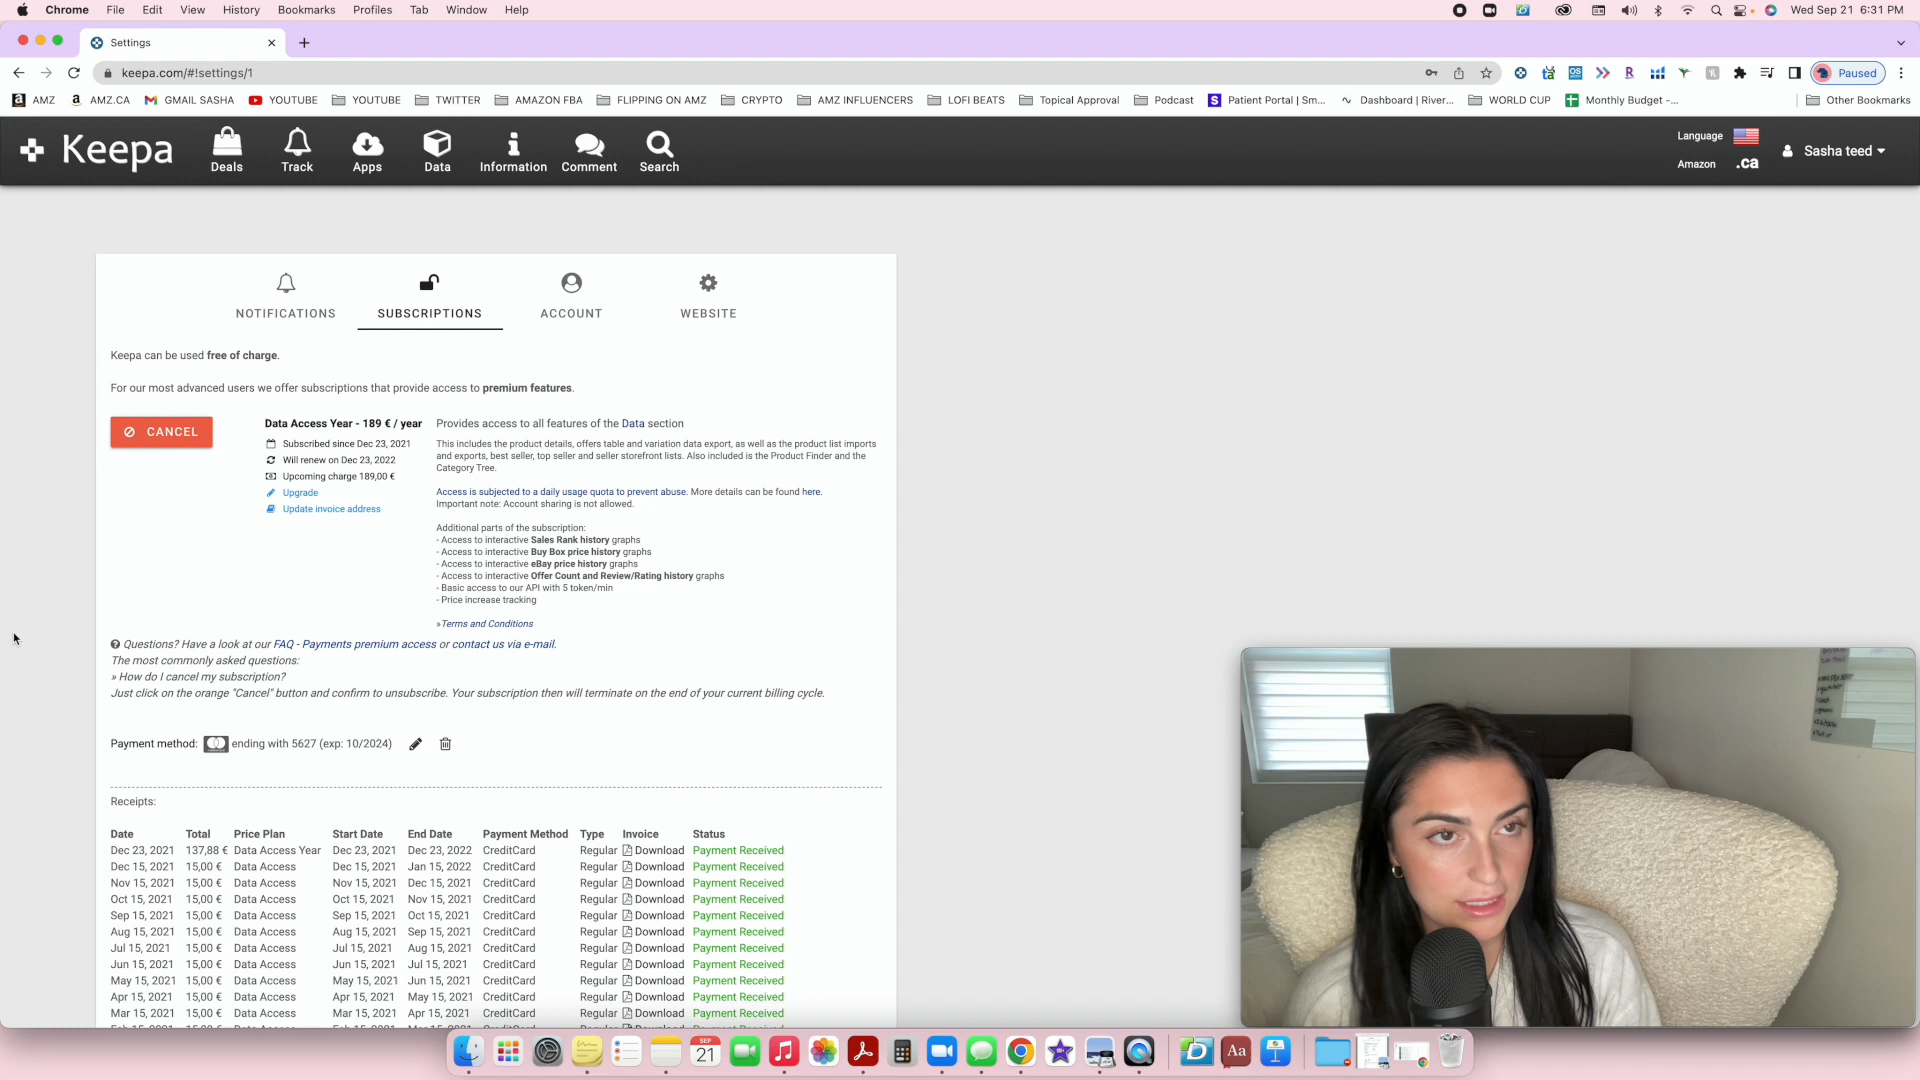 Chrome File Edit View History Bookmarks Profiles Tab Window Help Wed Sep 21 6:31 PM
Settings
keepa.com/#!settings/1 Paused
AMZ AMZ.CA GMAIL SASHA YOUTUBE YOUTUBE TWITTER AMAZON FBA FLIPPING ON AMZ CRYPTO AMZ INFLUENCERS LOFI BEATS Topical Approval Podcast Patient Portal | Sm... Dashboard | River... WORLD CUP Monthly Budget -... Other Bookmarks
Keepa Deals Track Apps Data Information Comment Search
Language
Amazon .ca
Sasha teed
NOTIFICATIONS SUBSCRIPTIONS ACCOUNT WEBSITE
Keepa can be used free of charge.
For our most advanced users we offer subscriptions that provide access to premium features.
CANCEL
Data Access Year - 189 € / year
Subscribed since Dec 23, 2021
Will renew on Dec 23, 2022
Upcoming charge 189,00 €
Upgrade
Update invoice address
Provides access to all features of the Data section
This includes the product details, offers table and variation data export, as well as the product list imports
and exports, best seller, top seller and seller storefront lists. Also included is the Product Finder and the
Category Tree.
Access is subjected to a daily usage quota to prevent abuse. More details can be found here.
Important note: Account sharing is not allowed.
Additional parts of the subscription:
- Access to interactive Sales Rank history graphs
- Access to interactive Buy Box price history graphs
- Access to interactive eBay price history graphs
- Access to interactive Offer Count and Review/Rating history graphs
- Basic access to our API with 5 token/min
- Price increase tracking
»Terms and Conditions
Questions? Have a look at our FAQ - Payments premium access or contact us via e-mail.
The most commonly asked questions:
» How do I cancel my subscription?
Just click on the orange "Cancel" button and confirm to unsubscribe. Your subscription then will terminate on the end of your current billing cycle.
Payment method: ending with 5627 (exp: 10/2024)
Receipts:
Date Total Price Plan Start Date End Date Payment Method Type Invoice Status
Dec 23, 2021 137,88 € Data Access Year Dec 23, 2021 Dec 23, 2022 CreditCard Regular Download Payment Received
Dec 15, 2021 15,00 € Data Access Dec 15, 2021 Jan 15, 2022 CreditCard Regular Download Payment Received
Nov 15, 2021 15,00 € Data Access Nov 15, 2021 Dec 15, 2021 CreditCard Regular Download Payment Received
Oct 15, 2021 15,00 € Data Access Oct 15, 2021 Nov 15, 2021 CreditCard Regular Download Payment Received
Sep 15, 2021 15,00 € Data Access Sep 15, 2021 Oct 15, 2021 CreditCard Regular Download Payment Received
Aug 15, 2021 15,00 € Data Access Aug 15, 2021 Sep 15, 2021 CreditCard Regular Download Payment Received
Jul 15, 2021 15,00 € Data Access Jul 15, 2021 Aug 15, 2021 CreditCard Regular Download Payment Received
Jun 15, 2021 15,00 € Data Access Jun 15, 2021 Jul 15, 2021 CreditCard Regular Download Payment Received
May 15, 2021 15,00 € Data Access May 15, 2021 Jun 15, 2021 CreditCard Regular Download Payment Received
Apr 15, 2021 15,00 € Data Access Apr 15, 2021 May 15, 2021 CreditCard Regular Download Payment Received
Mar 15, 2021 15,00 € Data Access Mar 15, 2021 Apr 15, 2021 CreditCard Regular Download Payment Received
SEP
21
Aa